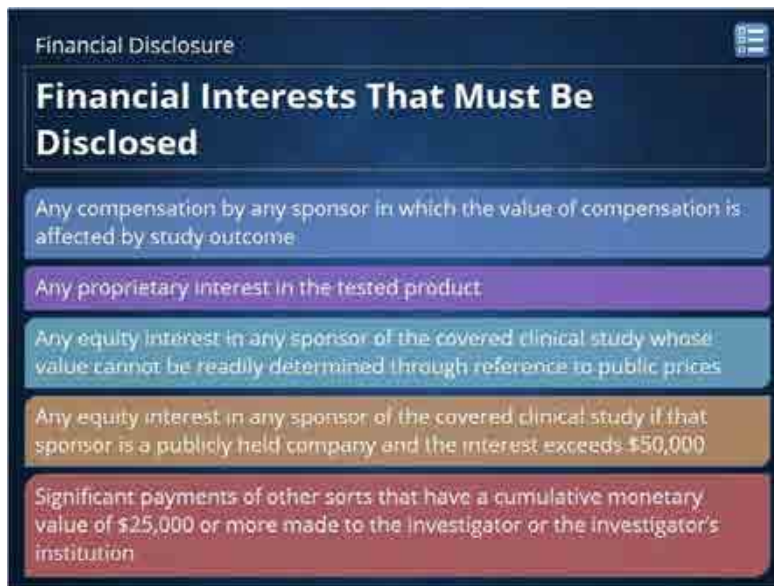 Financial Disclosure
Financial Interests That Must Be
Disclosed
Any compensation by any sponsor in which the value of compensation is
affected by study outcome
Any proprietary interest in the tested product
Any equity interest in any sponsor of the covered clinical study whose
value cannot be readily determined through reference to public prices
Any equity interest in any sponsor of the covered clinical study if that
sponsor is a publicly held company and the interest exceeds $50,000
Significant payments of other sorts that have a cumulative monetary
value of $25,000 or more made to the investigator or the investigator's
institution